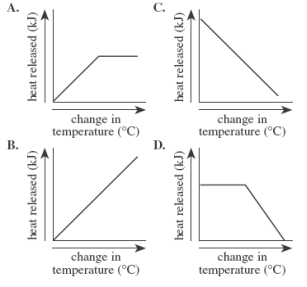 A.
heat released (kJ)
change in
temperature (°C)
B.
heat released (kJ)
change in
temperature (°C)
C.
heat released (kJ)
change in
temperature (°C)
D.
heat released (kJ)
change in
temperature (°C)